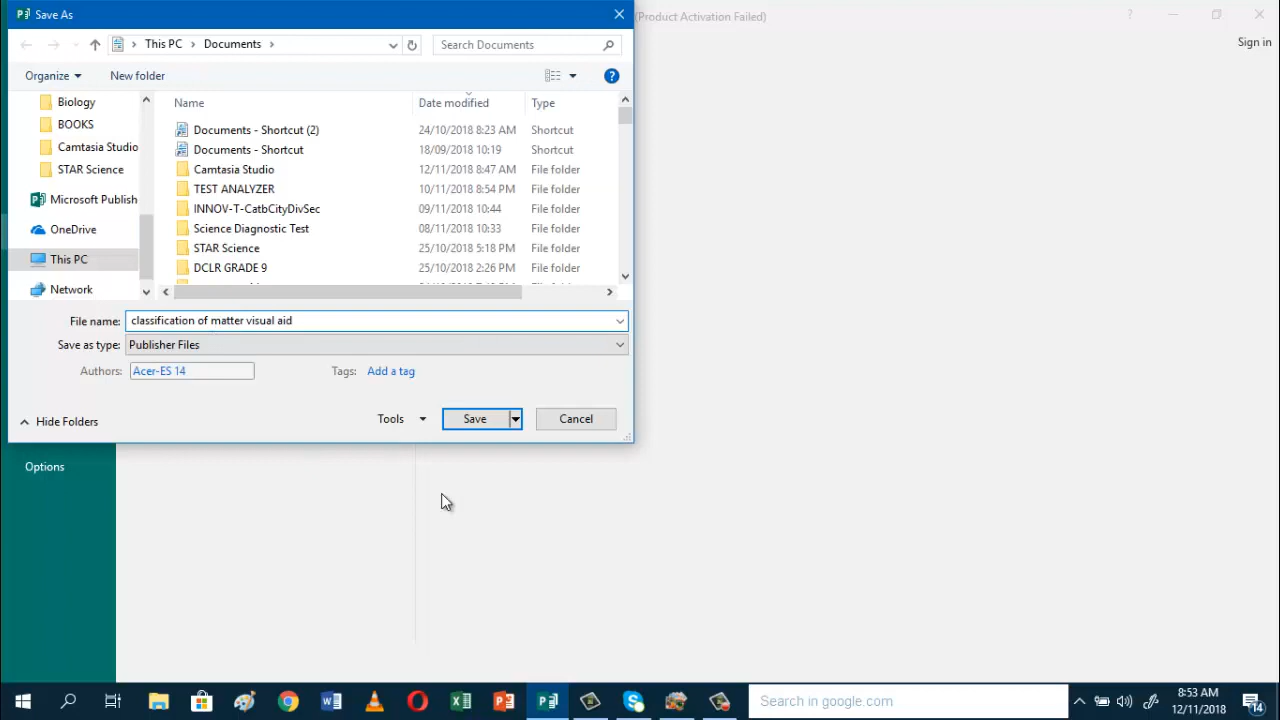 Save As
(Product Activation Failed)
Sign in
This PC
Documents
Search Documents
Organize
New folder
Biology
BOOKS
Camtasia Studio
STAR Science
Microsoft Publish
OneDrive
This PC
Network
Name Date modified Type
Documents - Shortcut (2) 24/10/2018 8:23 AM Shortcut
Documents - Shortcut 18/09/2018 10:19 Shortcut
Camtasia Studio 12/11/2018 8:47 AM File folder
TEST ANALYZER 10/11/2018 8:54 PM File folder
INNOV-T-CatbCityDivSec 09/11/2018 10:44 File folder
Science Diagnostic Test 08/11/2018 10:33 File folder
STAR Science 25/10/2018 5:18 PM File folder
DCLR GRADE 9 25/10/2018 2:26 PM File folder
File name: classification of matter visual aid
Save as type: Publisher Files
Authors: Acer-ES 14 Tags: Add a tag
Hide Folders Tools Save Cancel
Options
Search in google.com
8:53 AM
12/11/2018
14